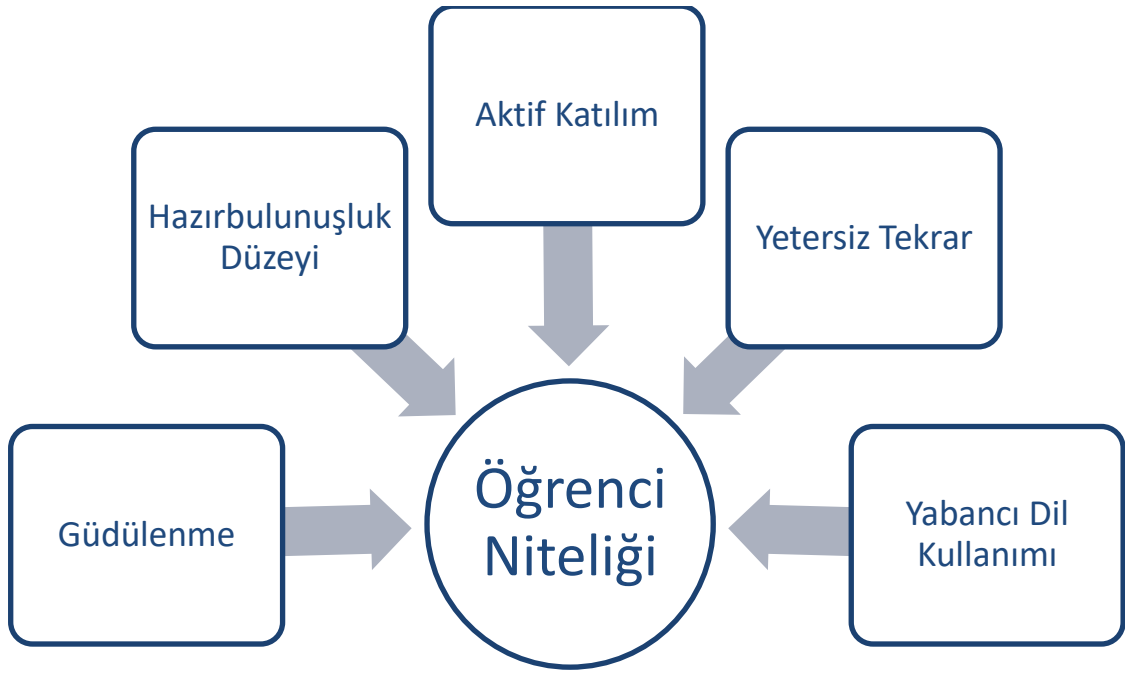 Aktif Katılım
Hazırbulunuşluk
Düzeyi
Yetersiz Tekrar
Güdülenme
Öğrenci
Niteliği
Yabancı Dil
Kullanımı